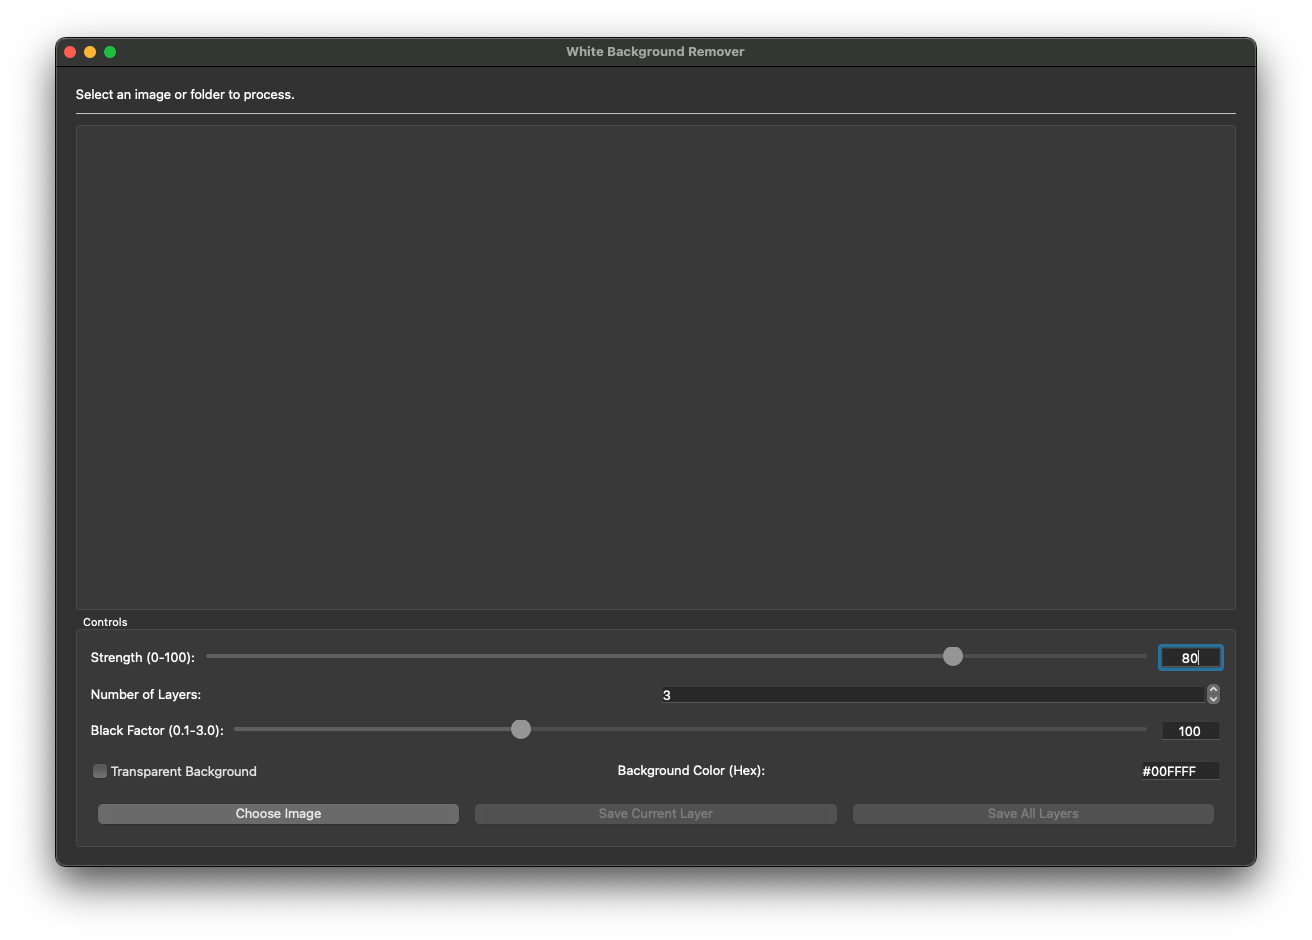 White Background Remover
Select an image or folder to process.
Controls
Strength (0-100): 80
Number of Layers: 3
Black Factor (0.1-3.0): 100
Transparent Background Background Color (Hex): #00FFFF
Choose Image Save Current Layer Save All Layers